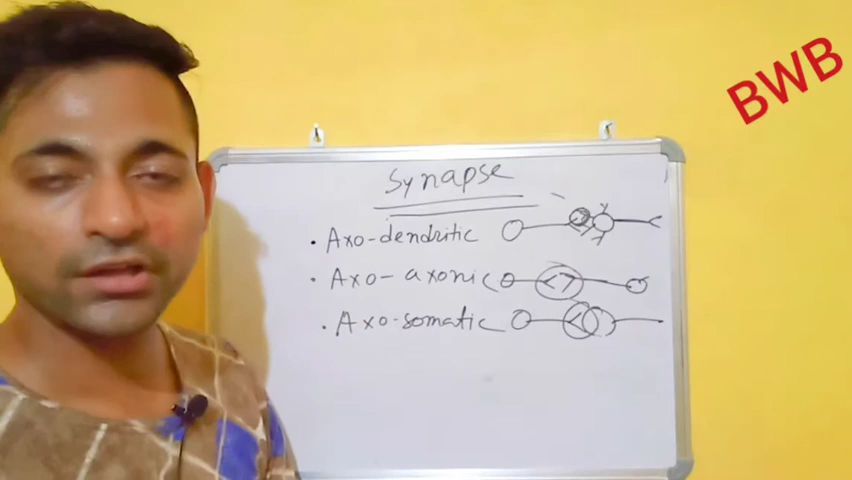 BWB
Synapse
• Axo-dendritic
• Axo-axonic
• Axo-somatic